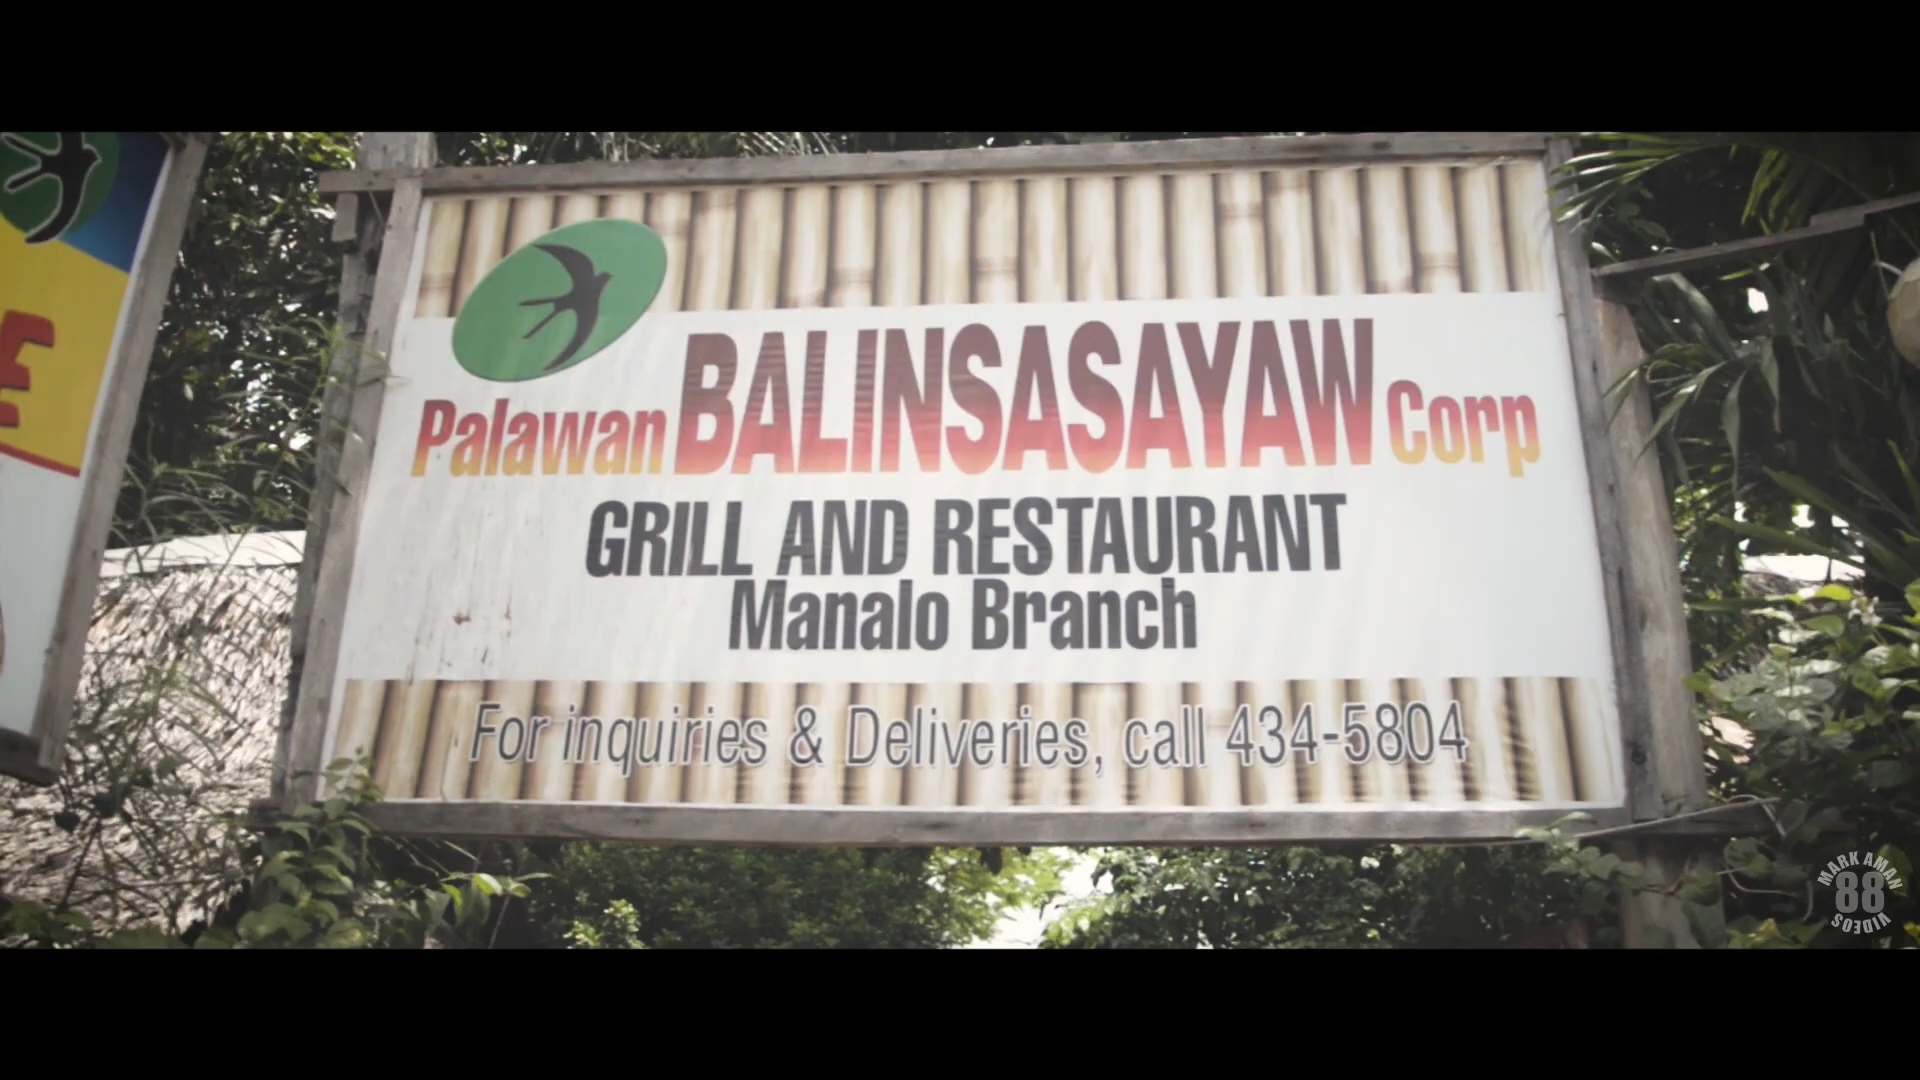 Palawan BALINSASAYAW Corp
GRILL AND RESTAURANT
Manalo Branch
For inquiries & Deliveries, call 434-5804
E
MARK AMAN
88
VIDEOS